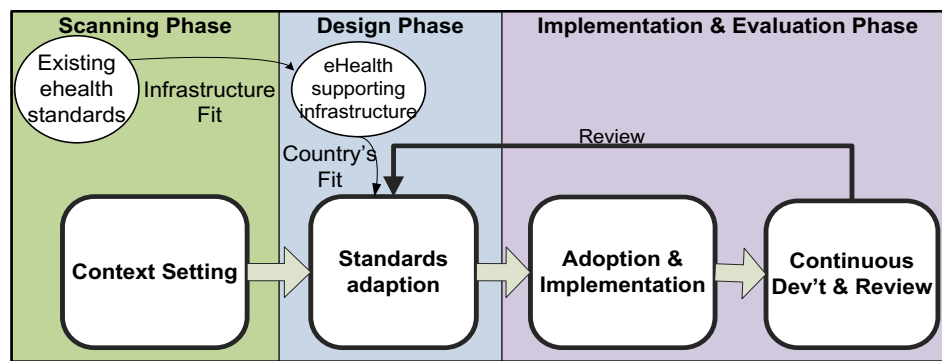 Scanning Phase
Design Phase
Implementation & Evaluation Phase
Existing
ehealth
standards
Infrastructure
Fit
eHealth
supporting
infrastructure
Country's
Fit
Review
Context Setting
Standards
adaption
Adoption &
Implementation
Continuous
Dev't & Review